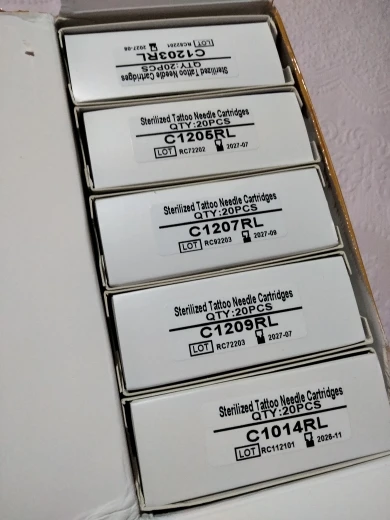 Sterilized Tattoo Needle Cartridges
QTY:20PCS
C1203RL
LOT RC82201 2027-08
Sterilized Tattoo Needle Cartridges
QTY:20PCS
C1205RL
LOT RC72202 2027-07
Sterilized Tattoo Needle Cartridges
QTY:20PCS
C1207RL
LOT RC92203 2027-09
Sterilized Tattoo Needle Cartridges
QTY:20PCS
C1209RL
LOT RC72203 2027-07
Sterilized Tattoo Needle Cartridges
QTY:20PCS
C1014RL
LOT RC112101 2026-11